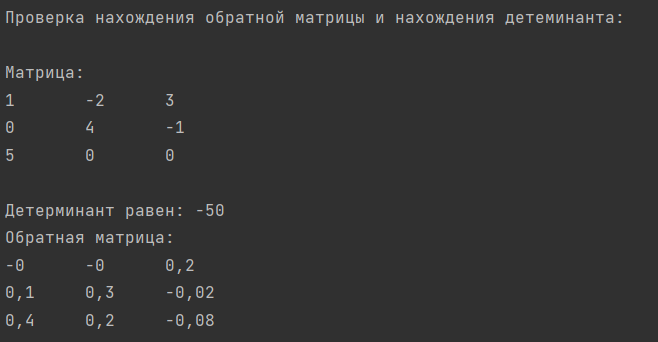 Проверка нахождения обратной матрицы и нахождения детеминанта:
Матрица:
1 -2 3
0 4 -1
5 0 0
Детерминант равен: -50
Обратная матрица:
-0 -0 0,2
0,1 0,3 -0,02
0,4 0,2 -0,08